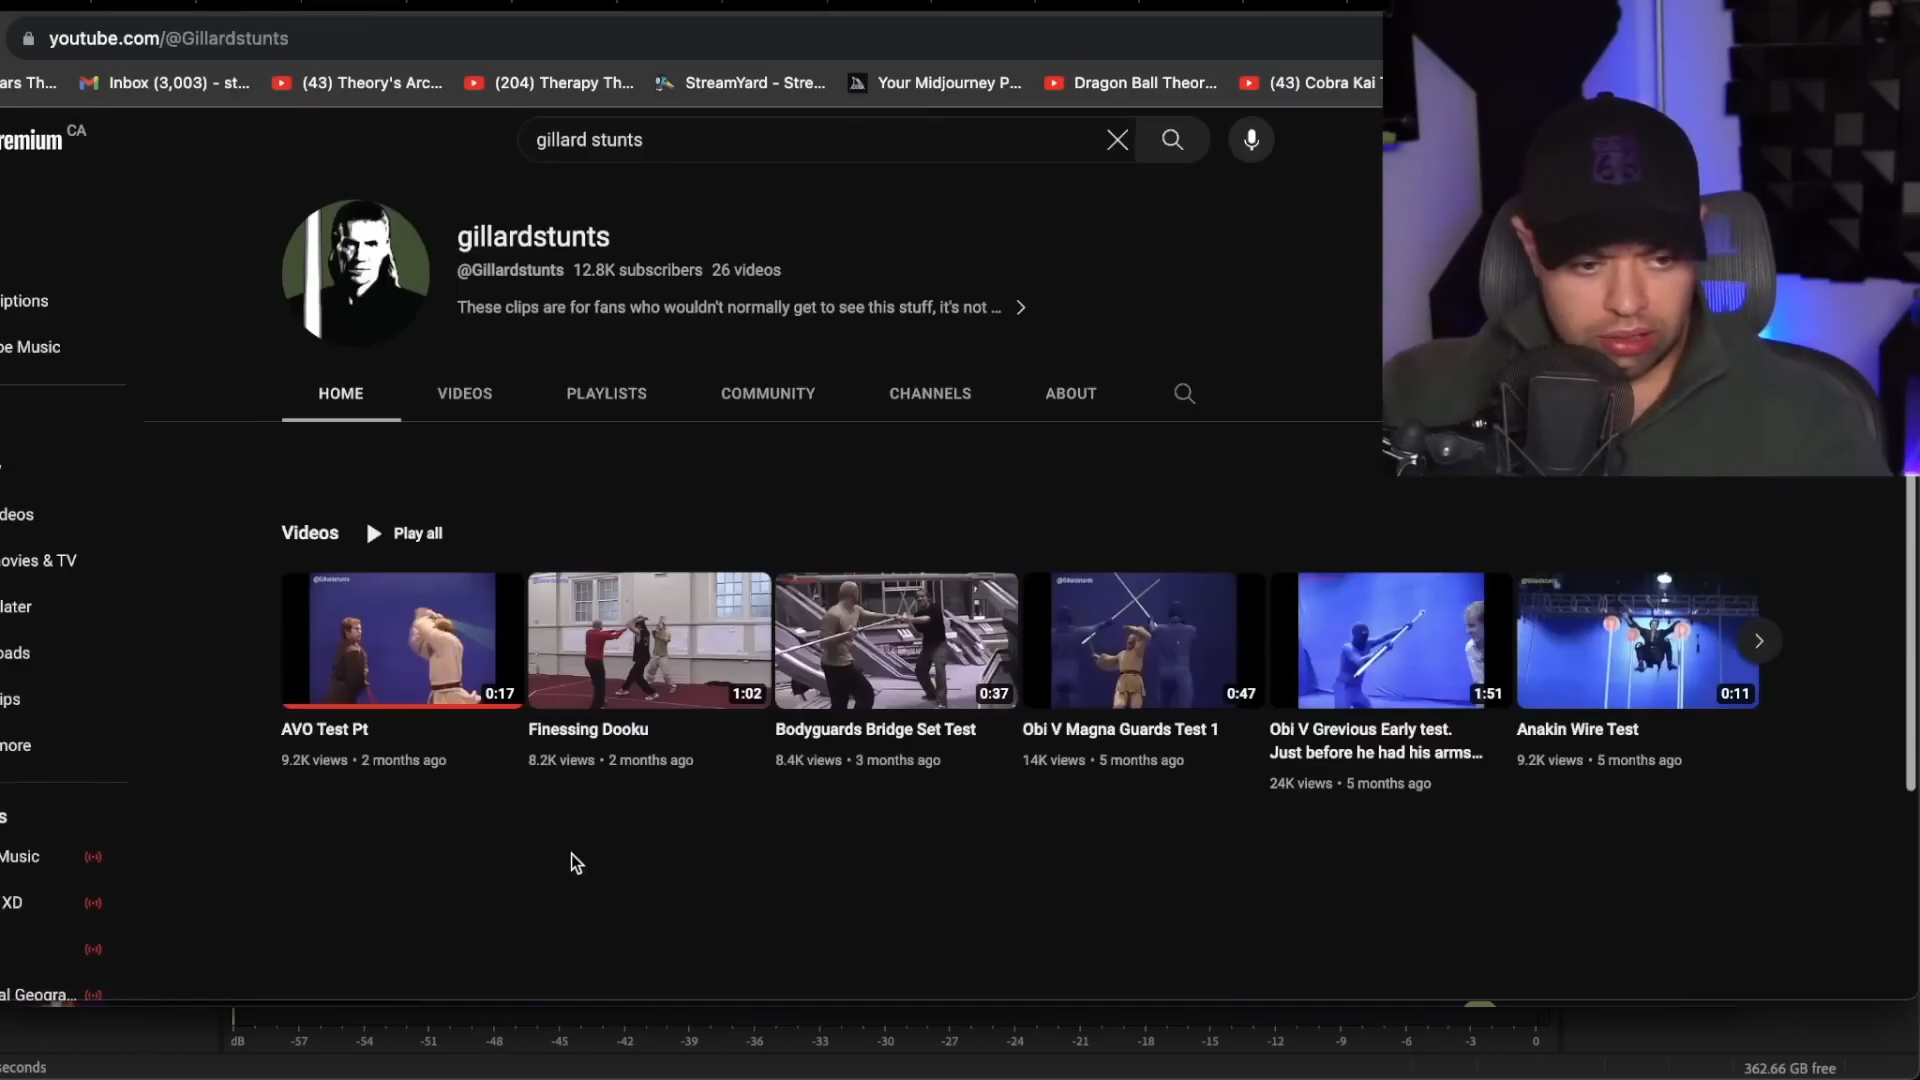 youtube.com/@Gillardstunts
ars Th...
Inbox (3,003) - st...
(43) Theory's Arc...
(204) Therapy Th...
StreamYard - Stre...
Your Midjourney P...
Dragon Ball Theor...
(43) Cobra Kai
remium CA
gillard stunts
gillardstunts
@Gillardstunts 12.8K subscribers 26 videos
These clips are for fans who wouldn't normally get to see this stuff, it's not ...
iptions
be Music
HOME
VIDEOS
PLAYLISTS
COMMUNITY
CHANNELS
ABOUT
deos
ovies & TV
later
oads
ips
more
s
Music
XD
al Geogra...
Videos
Play all
@Gillardstunts
0:17
AVO Test Pt
9.2K views • 2 months ago
1:02
Finessing Dooku
8.2K views • 2 months ago
0:37
Bodyguards Bridge Set Test
8.4K views • 3 months ago
@Gillardstunts
0:47
Obi V Magna Guards Test 1
14K views • 5 months ago
1:51
Obi V Grevious Early test.
Just before he had his arms...
24K views • 5 months ago
@Gillardstunts
0:11
Anakin Wire Test
9.2K views • 5 months ago
dB -57 -54 -51 -48 -45 -42 -39 -36 -33 -30 -27 -24 -21 -18 -15 -12 -9 -6 -3 0
seconds
362.66 GB free